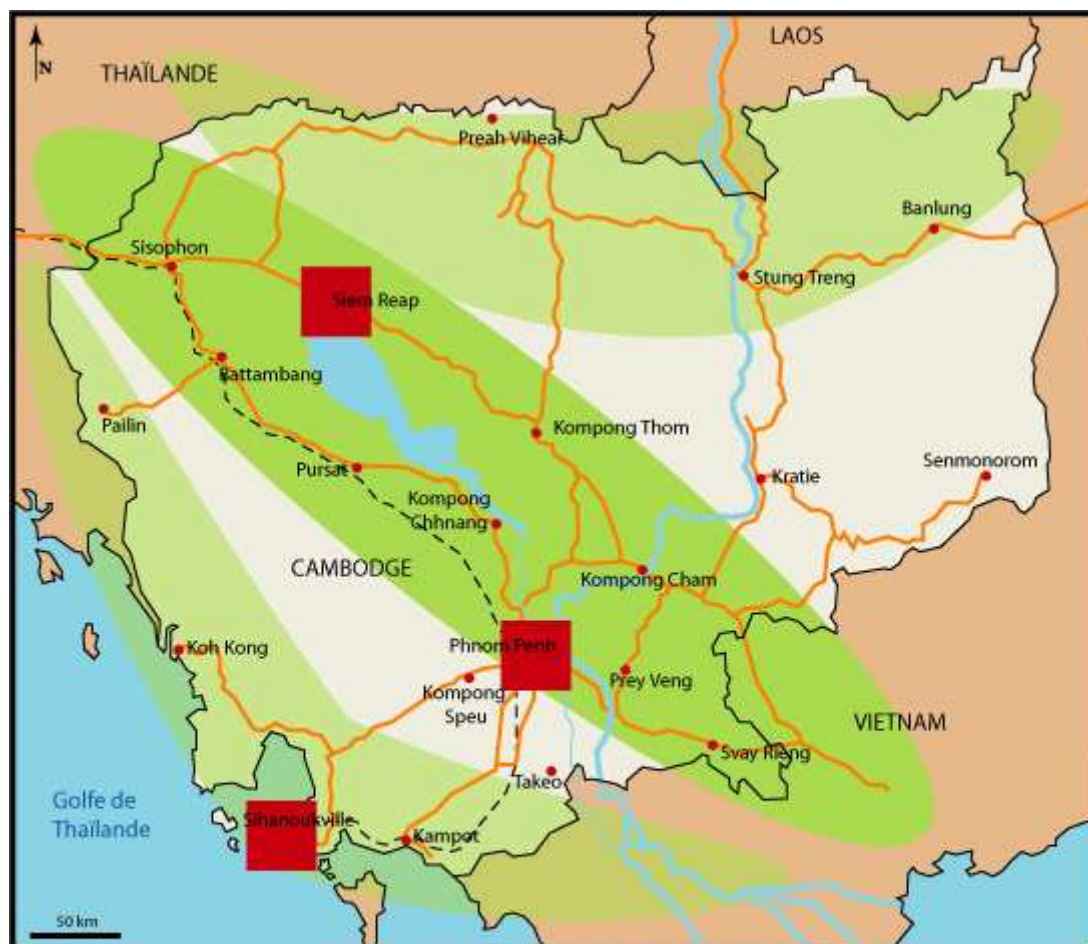 LAOS
N
THAÏLANDE
Preah Vihear
Banlung
Sisophon
Stung Treng
Siem Reap
Battambang
Pailin
Kompong Thom
Senmonorom
Pursat
Kratie
Kompong
Chhnang
CAMBODGE
Kompong Cham
Koh Kong
Phnom Penh
Prey Veng
Kompong
Speu
VIETNAM
Svay Rieng
Takeo
Golfe de
Thaïlande
Sihanoukville
Kampot
50 km